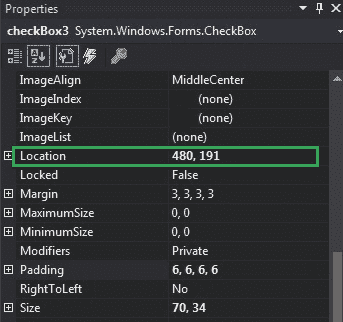 Properties
checkBox3 System.Windows.Forms.CheckBox
ImageAlign MiddleCenter
ImageIndex (none)
ImageKey (none)
ImageList (none)
Location 480, 191
Locked False
Margin 3, 3, 3, 3
MaximumSize 0, 0
MinimumSize 0, 0
Modifiers Private
Padding 6, 6, 6, 6
RightToLeft No
Size 70, 34